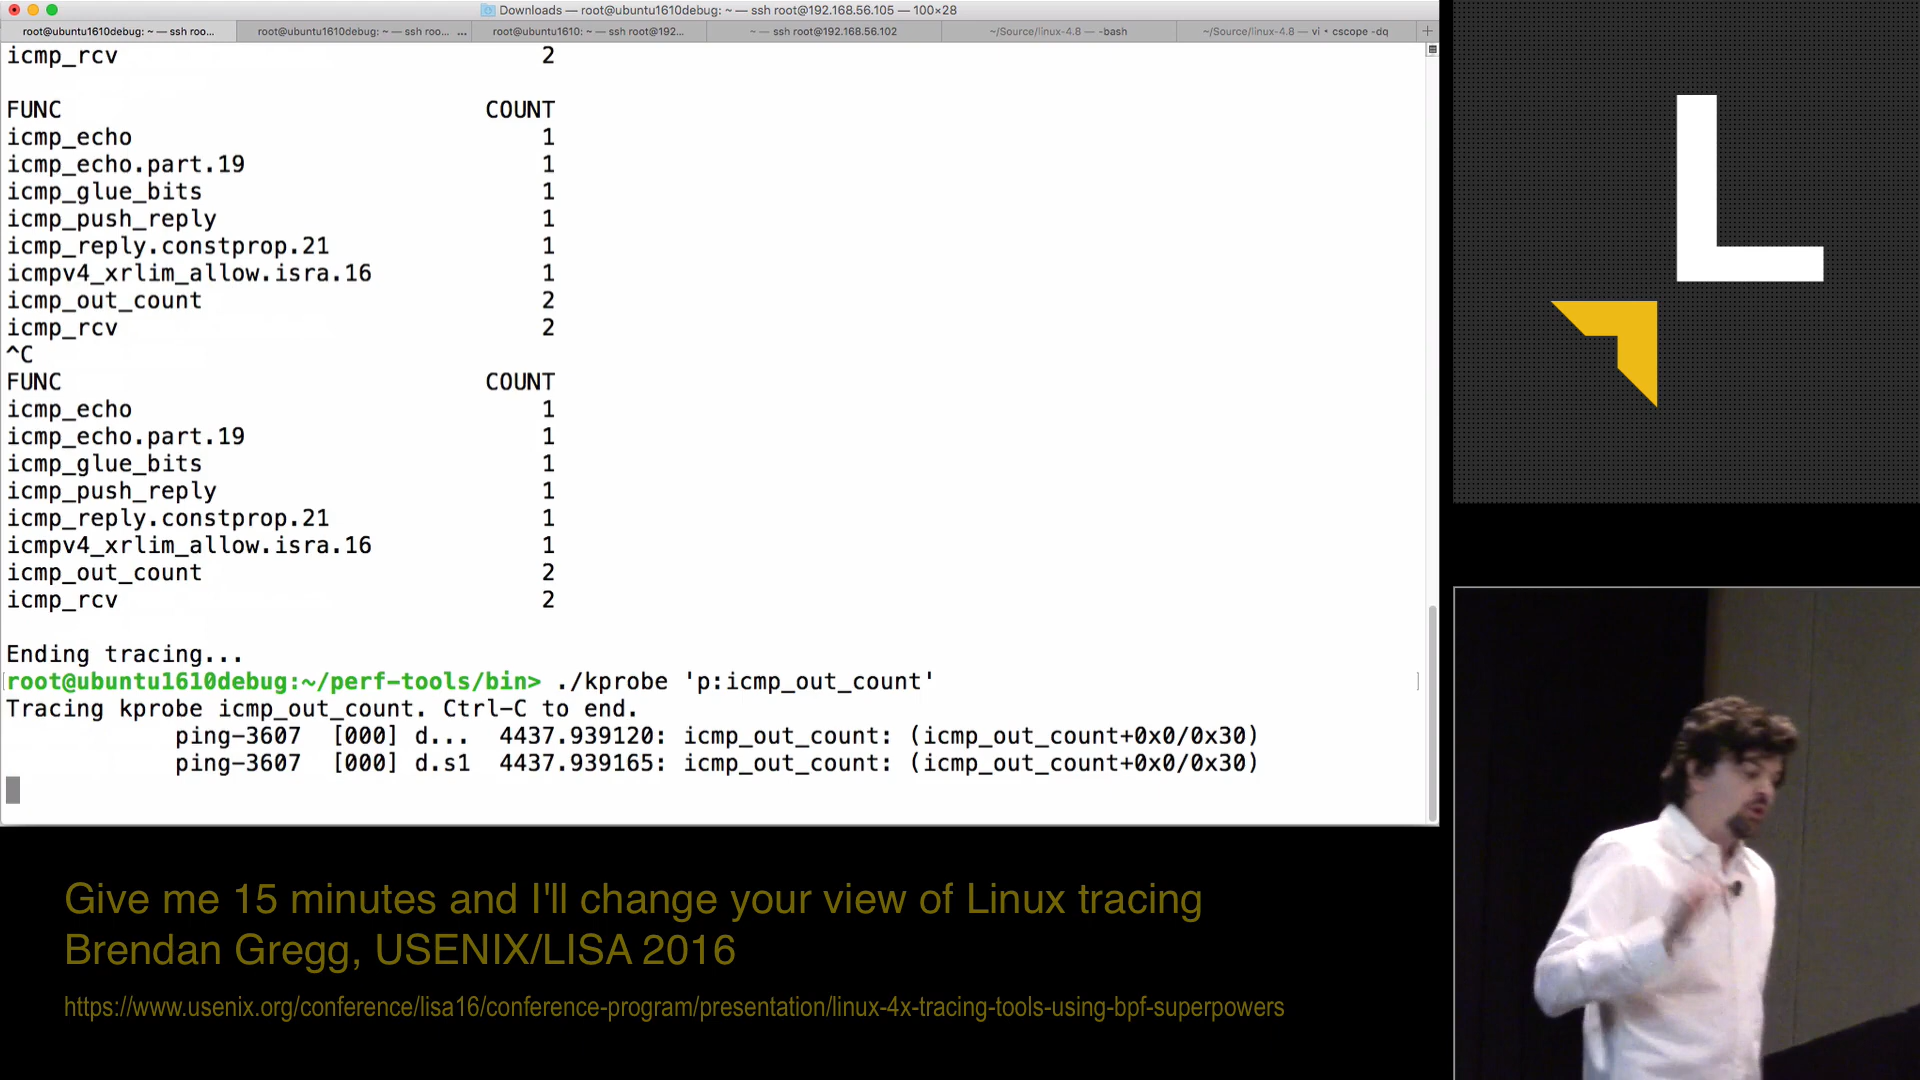 Downloads — root@ubuntu1610debug: ~ — ssh root@192.168.56.105 — 100×28
root@ubuntu1610debug: ~ — ssh roo... root@ubuntu1610debug: ~ — ssh roo... ... root@ubuntu1610: ~ — ssh root@192... ~ — ssh root@192.168.56.102 ~/Source/linux-4.8 — -bash ~/Source/linux-4.8 — vi • cscope -dq +
icmp_rcv 2
FUNC COUNT
icmp_echo 1
icmp_echo.part.19 1
icmp_glue_bits 1
icmp_push_reply 1
icmp_reply.constprop.21 1
icmpv4_xrlim_allow.isra.16 1
icmp_out_count 2
icmp_rcv 2
^C
FUNC COUNT
icmp_echo 1
icmp_echo.part.19 1
icmp_glue_bits 1
icmp_push_reply 1
icmp_reply.constprop.21 1
icmpv4_xrlim_allow.isra.16 1
icmp_out_count 2
icmp_rcv 2
Ending tracing...
root@ubuntu1610debug:~/perf-tools/bin> ./kprobe 'p:icmp_out_count'
Tracing kprobe icmp_out_count. Ctrl-C to end.
ping-3607 [000] d... 4437.939120: icmp_out_count: (icmp_out_count+0x0/0x30)
ping-3607 [000] d.s1 4437.939165: icmp_out_count: (icmp_out_count+0x0/0x30)
Give me 15 minutes and I'll change your view of Linux tracing
Brendan Gregg, USENIX/LISA 2016
https://www.usenix.org/conference/lisa16/conference-program/presentation/linux-4x-tracing-tools-using-bpf-superpowers